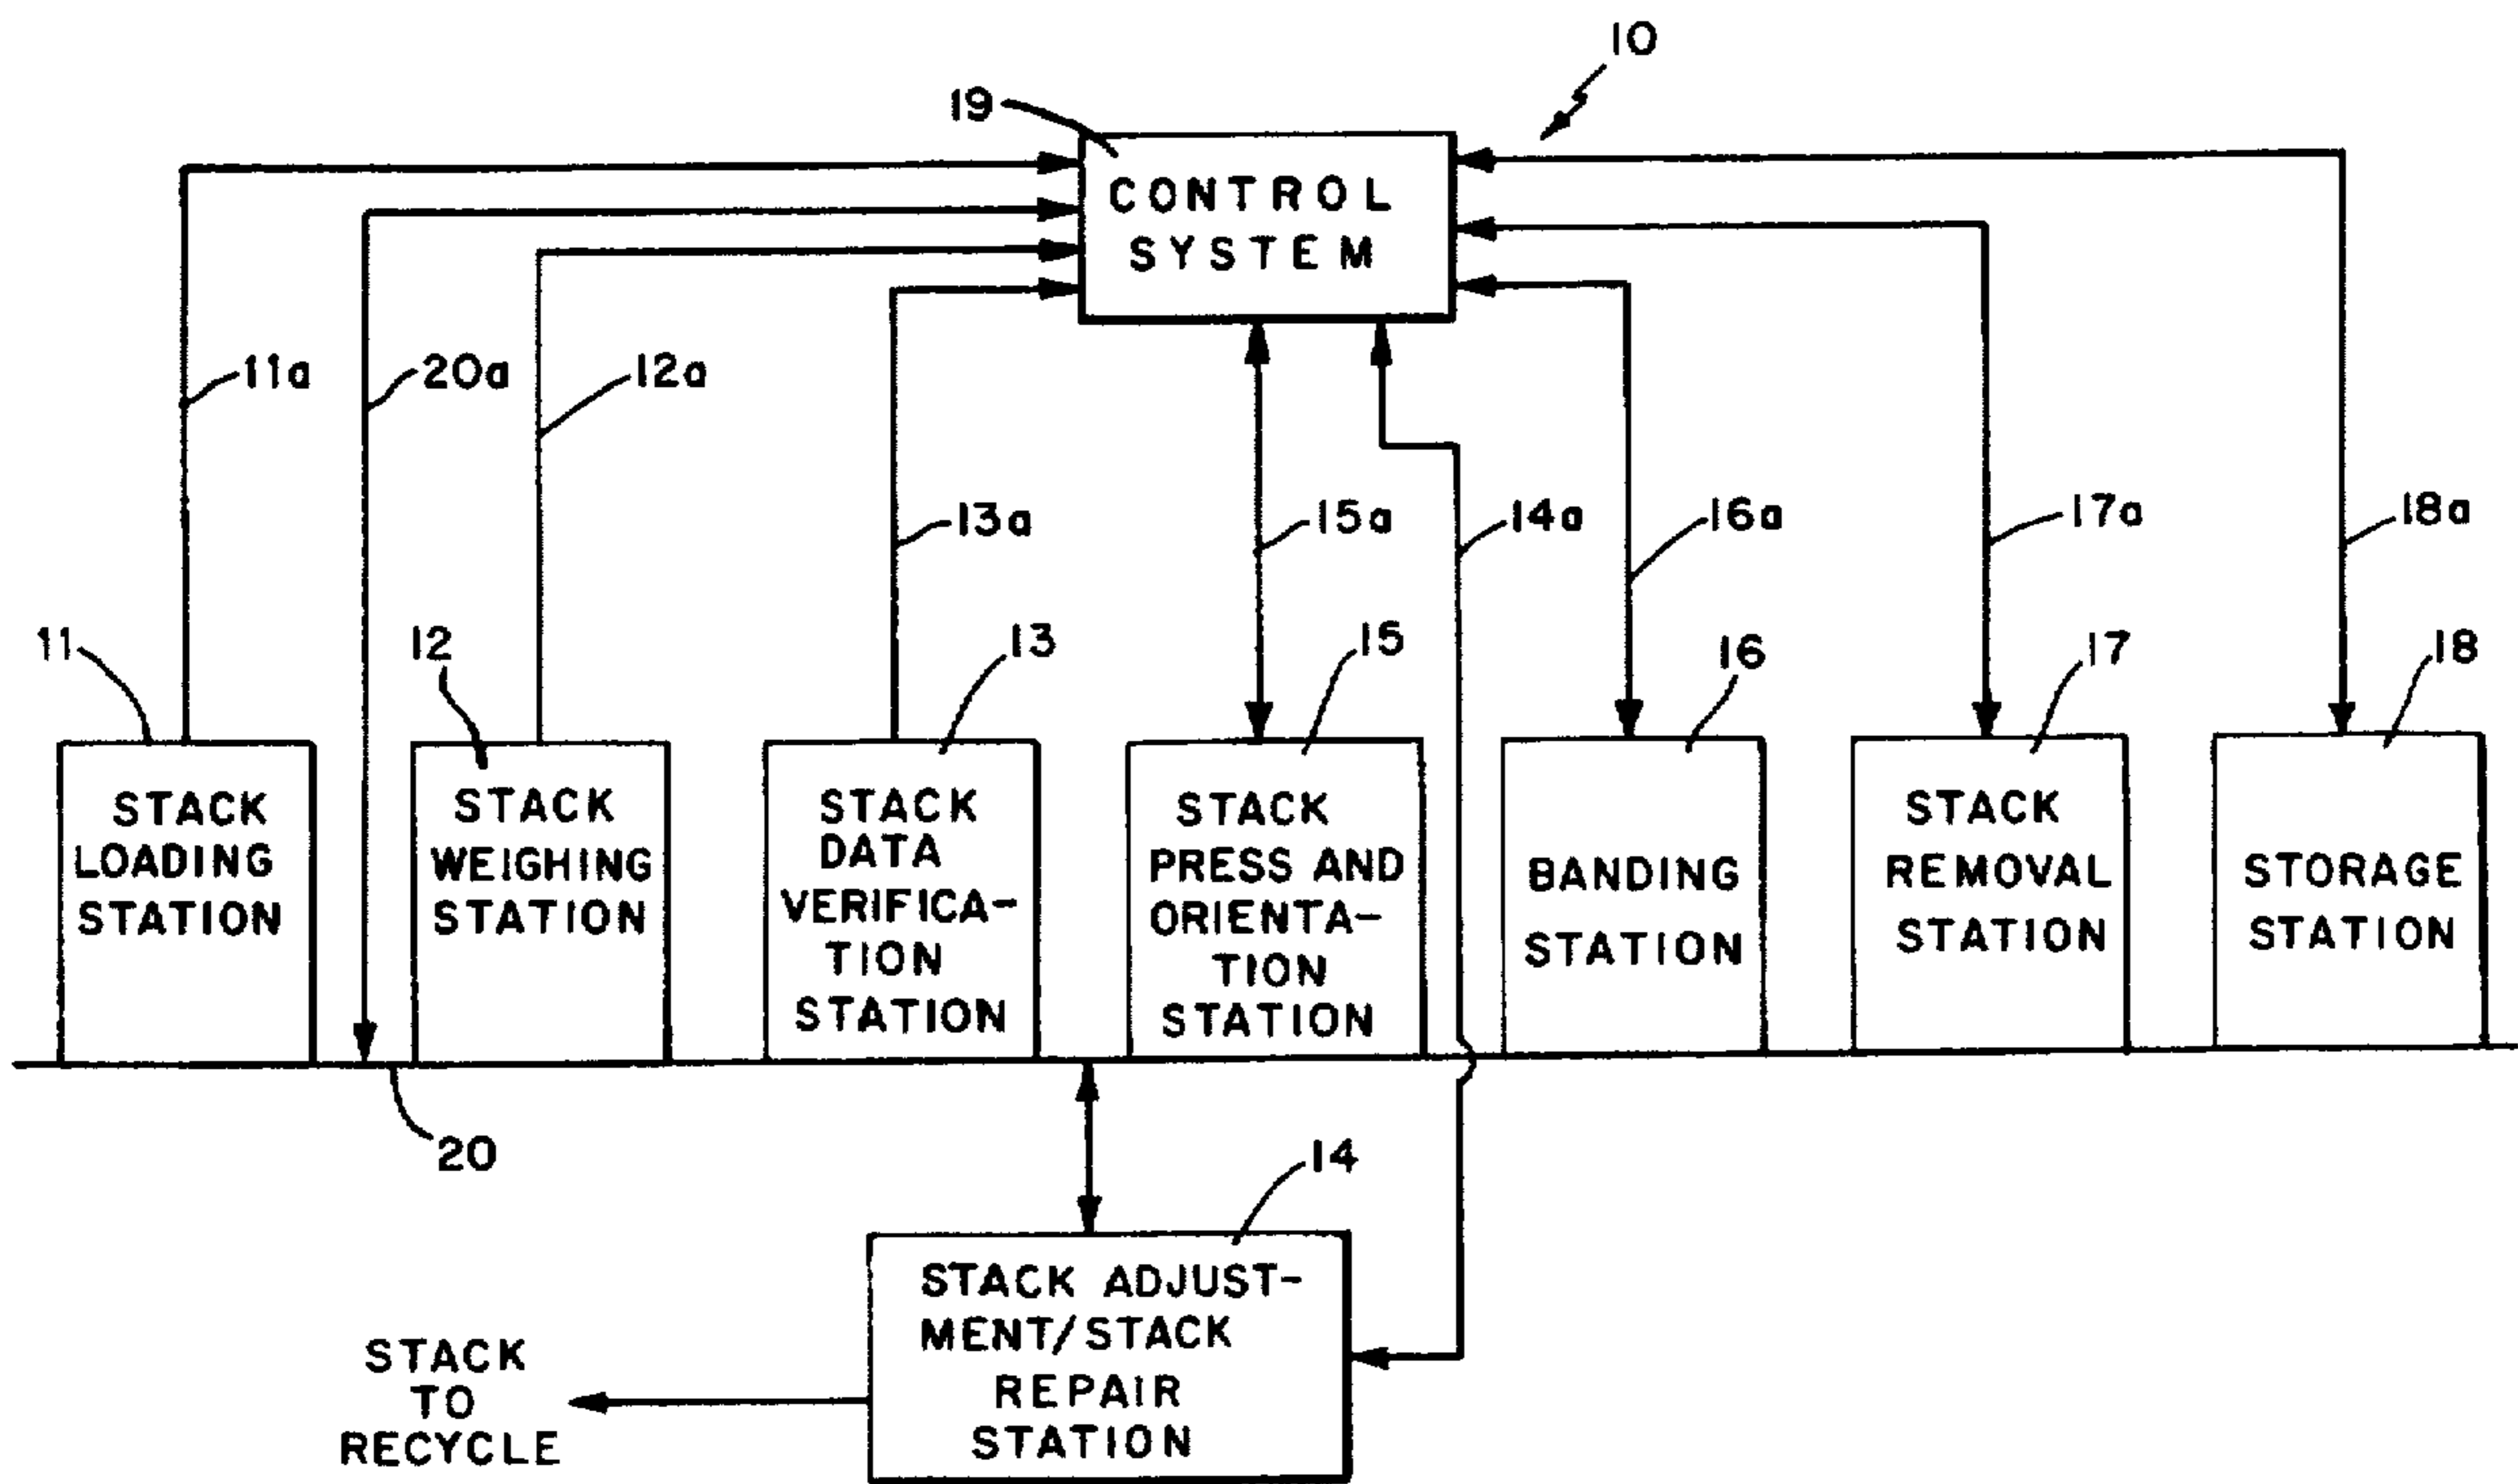 10
19
CONTROL
SYSTEM
11a
20a
12a
13a
15a
14a
16a
17a
18a
11
12
13
15
16
17
18
STACK
LOADING
STATION
STACK
WEIGHING
STATION
STACK
DATA
VERIFICA-
TION
STATION
STACK
PRESS AND
ORIENTA-
TION
STATION
BANDING
STATION
STACK
REMOVAL
STATION
STORAGE
STATION
20
14
STACK ADJUST-
MENT/STACK
REPAIR
STATION
STACK
TO
RECYCLE